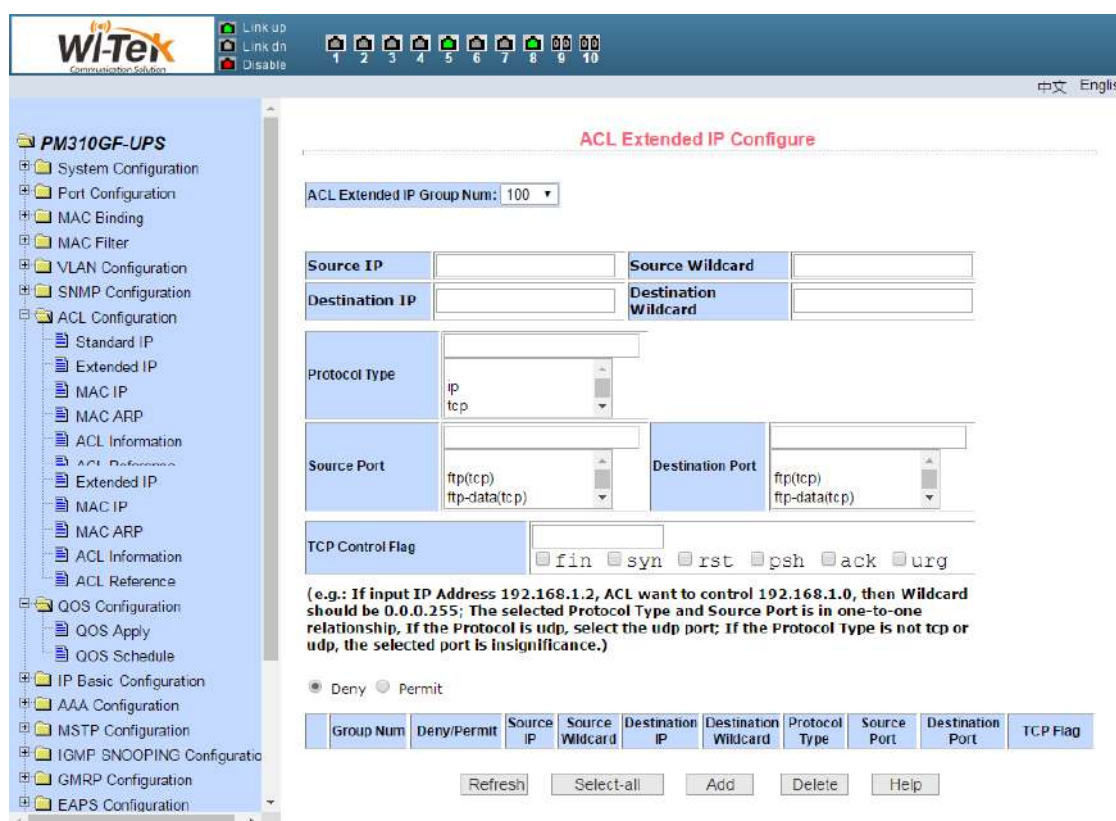 WI-TEK
Communication Solution
Link up
Link dn
Disable
1 2 3 4 5 6 7 8 9 10
中文 Englis
PM310GF-UPS
System Configuration
Port Configuration
MAC Binding
MAC Filter
VLAN Configuration
SNMP Configuration
ACL Configuration
Standard IP
Extended IP
MAC IP
MAC ARP
ACL Information
ACL Reference
Extended IP
MAC IP
MAC ARP
ACL Information
ACL Reference
QOS Configuration
QOS Apply
QOS Schedule
IP Basic Configuration
AAA Configuration
MSTP Configuration
IGMP SNOOPING Configuratio
GMRP Configuration
EAPS Configuration
ACL Extended IP Configure
ACL Extended IP Group Num: 100
Source IP Source Wildcard
Destination IP Destination Wildcard
Protocol Type
ip
tcp
Source Port Destination Port
ftp(tcp) ftp(tcp)
ftp-data(tcp) ftp-data(tcp)
TCP Control Flag
fin syn rst psh ack urg
(e.g.: If input IP Address 192.168.1.2, ACL want to control 192.168.1.0, then Wildcard
should be 0.0.0.255; The selected Protocol Type and Source Port is in one-to-one
relationship, If the Protocol is udp, select the udp port; If the Protocol Type is not tcp or
udp, the selected port is insignificance.)
Deny Permit
Group Num Deny/Permit Source IP Source Wildcard Destination IP Destination Wildcard Protocol Type Source Port Destination Port TCP Flag
Refresh Select-all Add Delete Help